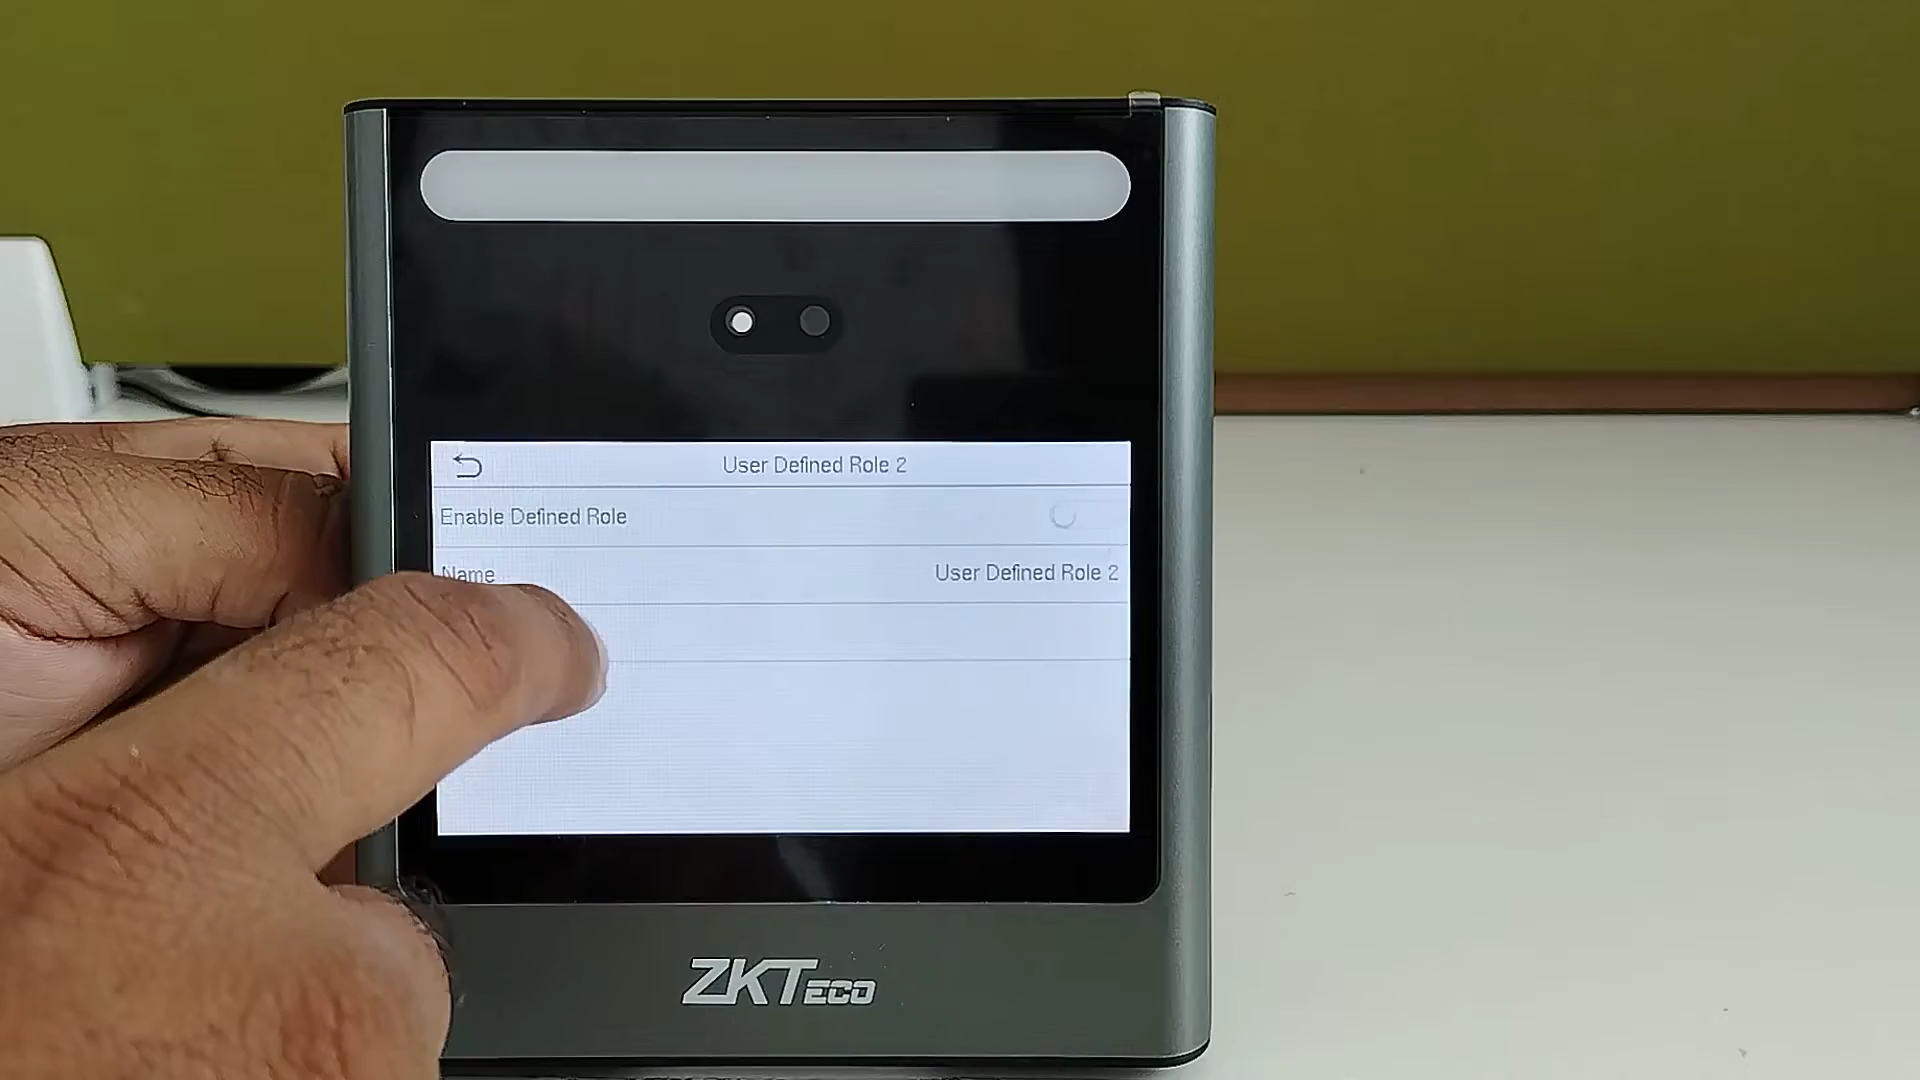 User Defined Role 2
Enable Defined Role
Name User Defined Role 2
ZKTECO